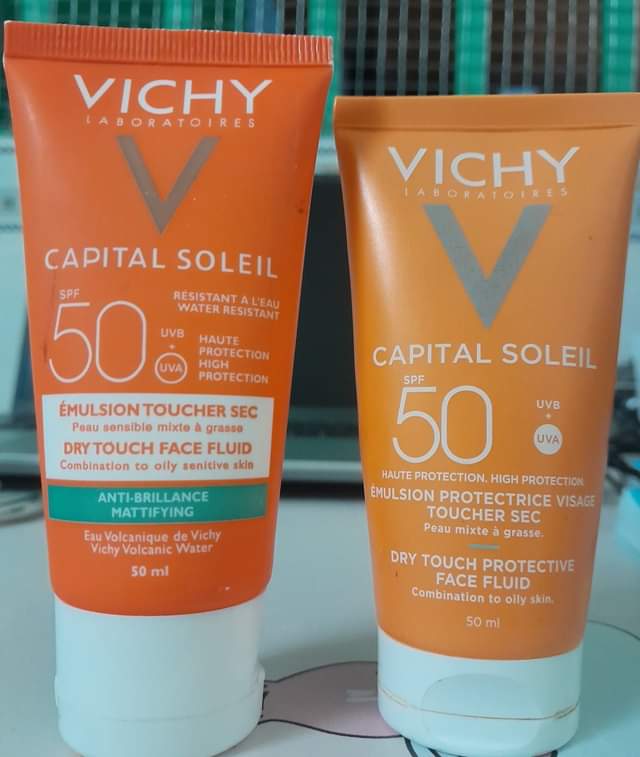 VICHY
LABORATOIRES
CAPITAL SOLEIL
SPF
50
RÉSISTANT A L'EAU
WATER RESISTANT
UVB
+
UVA
HAUTE
PROTECTION
HIGH
PROTECTION
ÉMULSION TOUCHER SEC
Peau sensible mixte à grasse
DRY TOUCH FACE FLUID
Combination to oily senitive skin
ANTI-BRILLANCE
MATTIFYING
Eau Volcanique de Vichy
Vichy Volcanic Water
50 ml
VICHY
LABORATOIRES
CAPITAL SOLEIL
SPF
50
UVB
+
UVA
HAUTE PROTECTION. HIGH PROTECTION.
ÉMULSION PROTECTRICE VISAGE
TOUCHER SEC
Peau mixte à grasse.
DRY TOUCH PROTECTIVE
FACE FLUID
Combination to oily skin.
50 ml